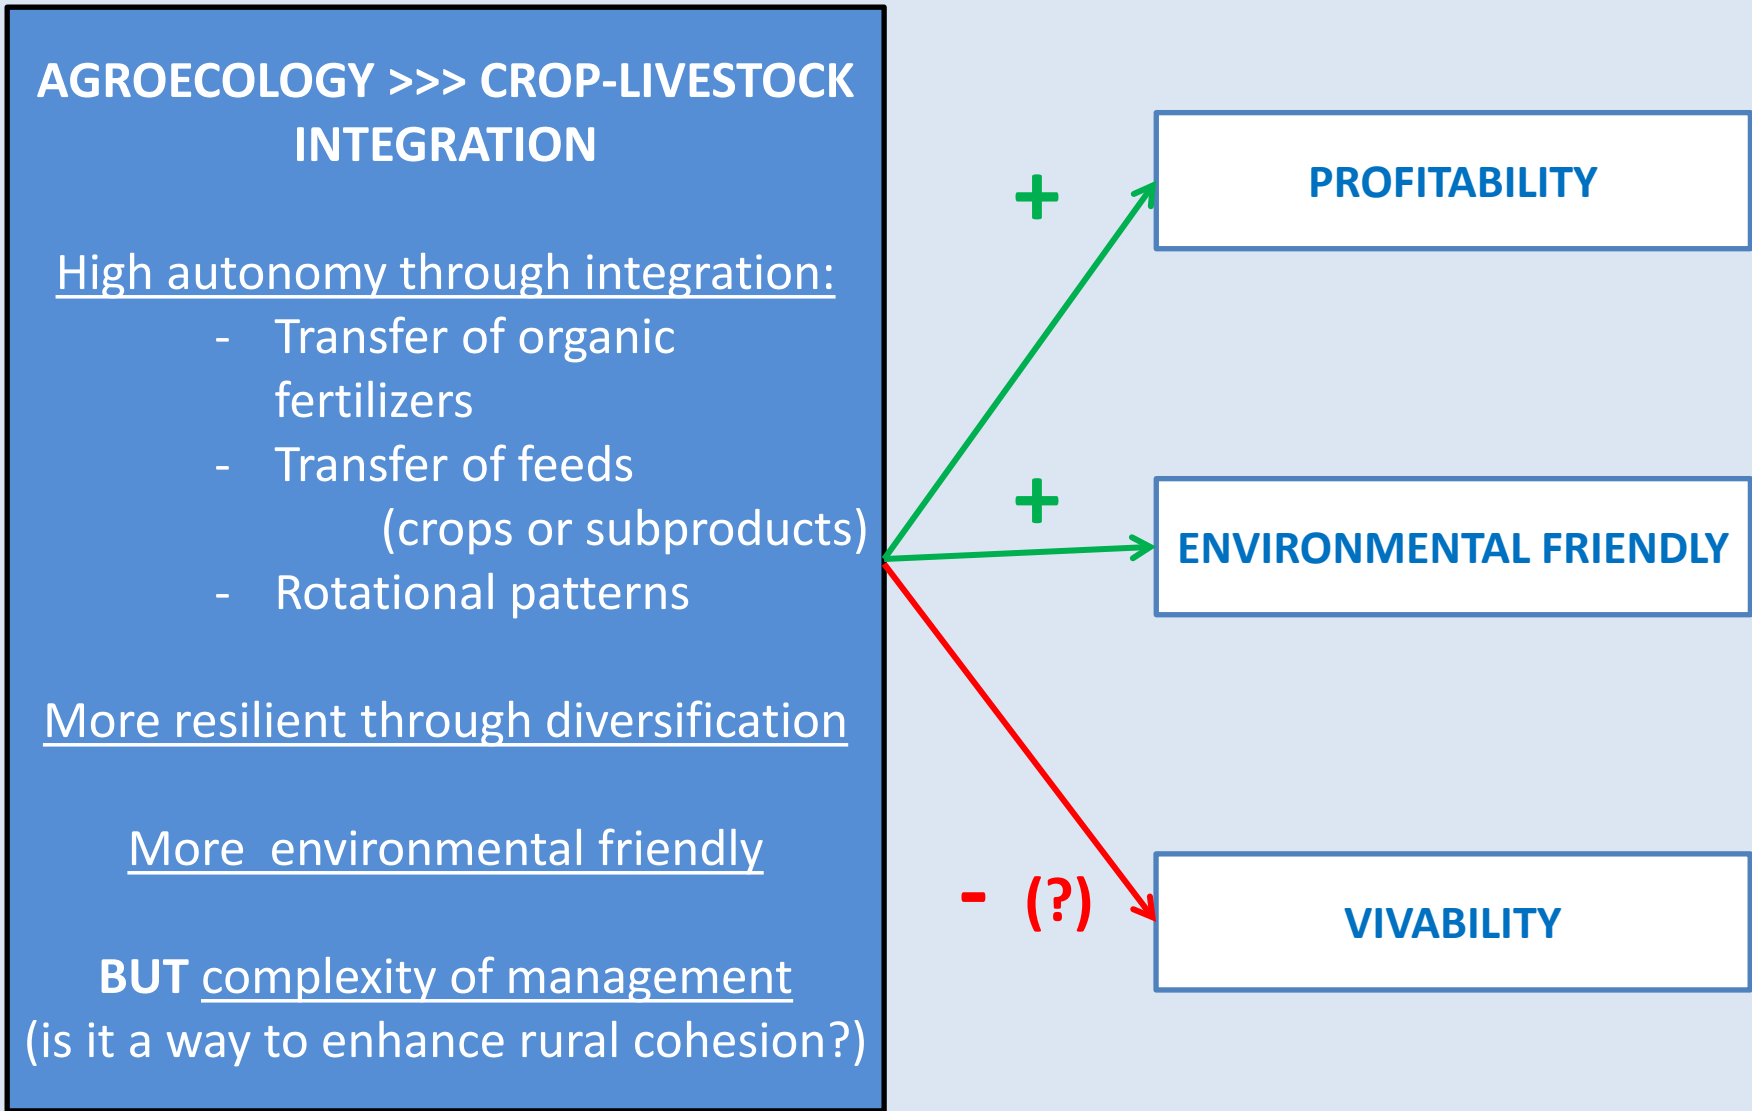 AGROECOLOGY >>> CROP-LIVESTOCK
INTEGRATION
High autonomy through integration:
- Transfer of organic
fertilizers
- Transfer of feeds
(crops or subproducts)
- Rotational patterns
More resilient through diversification
More  environmental friendly
BUT complexity of management
(is it a way to enhance rural cohesion?)
+
PROFITABILITY
+
ENVIRONMENTAL FRIENDLY
- (?)
VIVABILITY